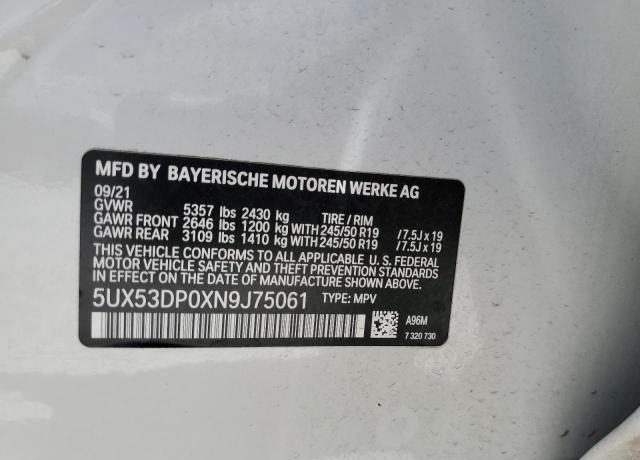 MFD BY BAYERISCHE MOTOREN WERKE AG
09/21
GVWR 5357 lbs 2430 kg TIRE / RIM
GAWR FRONT 2646 lbs 1200 kg WITH 245/50 R19 /7.5J x 19
GAWR REAR 3109 lbs 1410 kg WITH 245/50 R19 /7.5J x 19
THIS VEHICLE CONFORMS TO ALL APPLICABLE U. S. FEDERAL
MOTOR VEHICLE SAFETY AND THEFT PREVENTION STANDARDS
IN EFFECT ON THE DATE OF MANUFACTURE SHOWN ABOVE.
5UX53DP0XN9J75061 TYPE: MPV
A96M
7 320 730